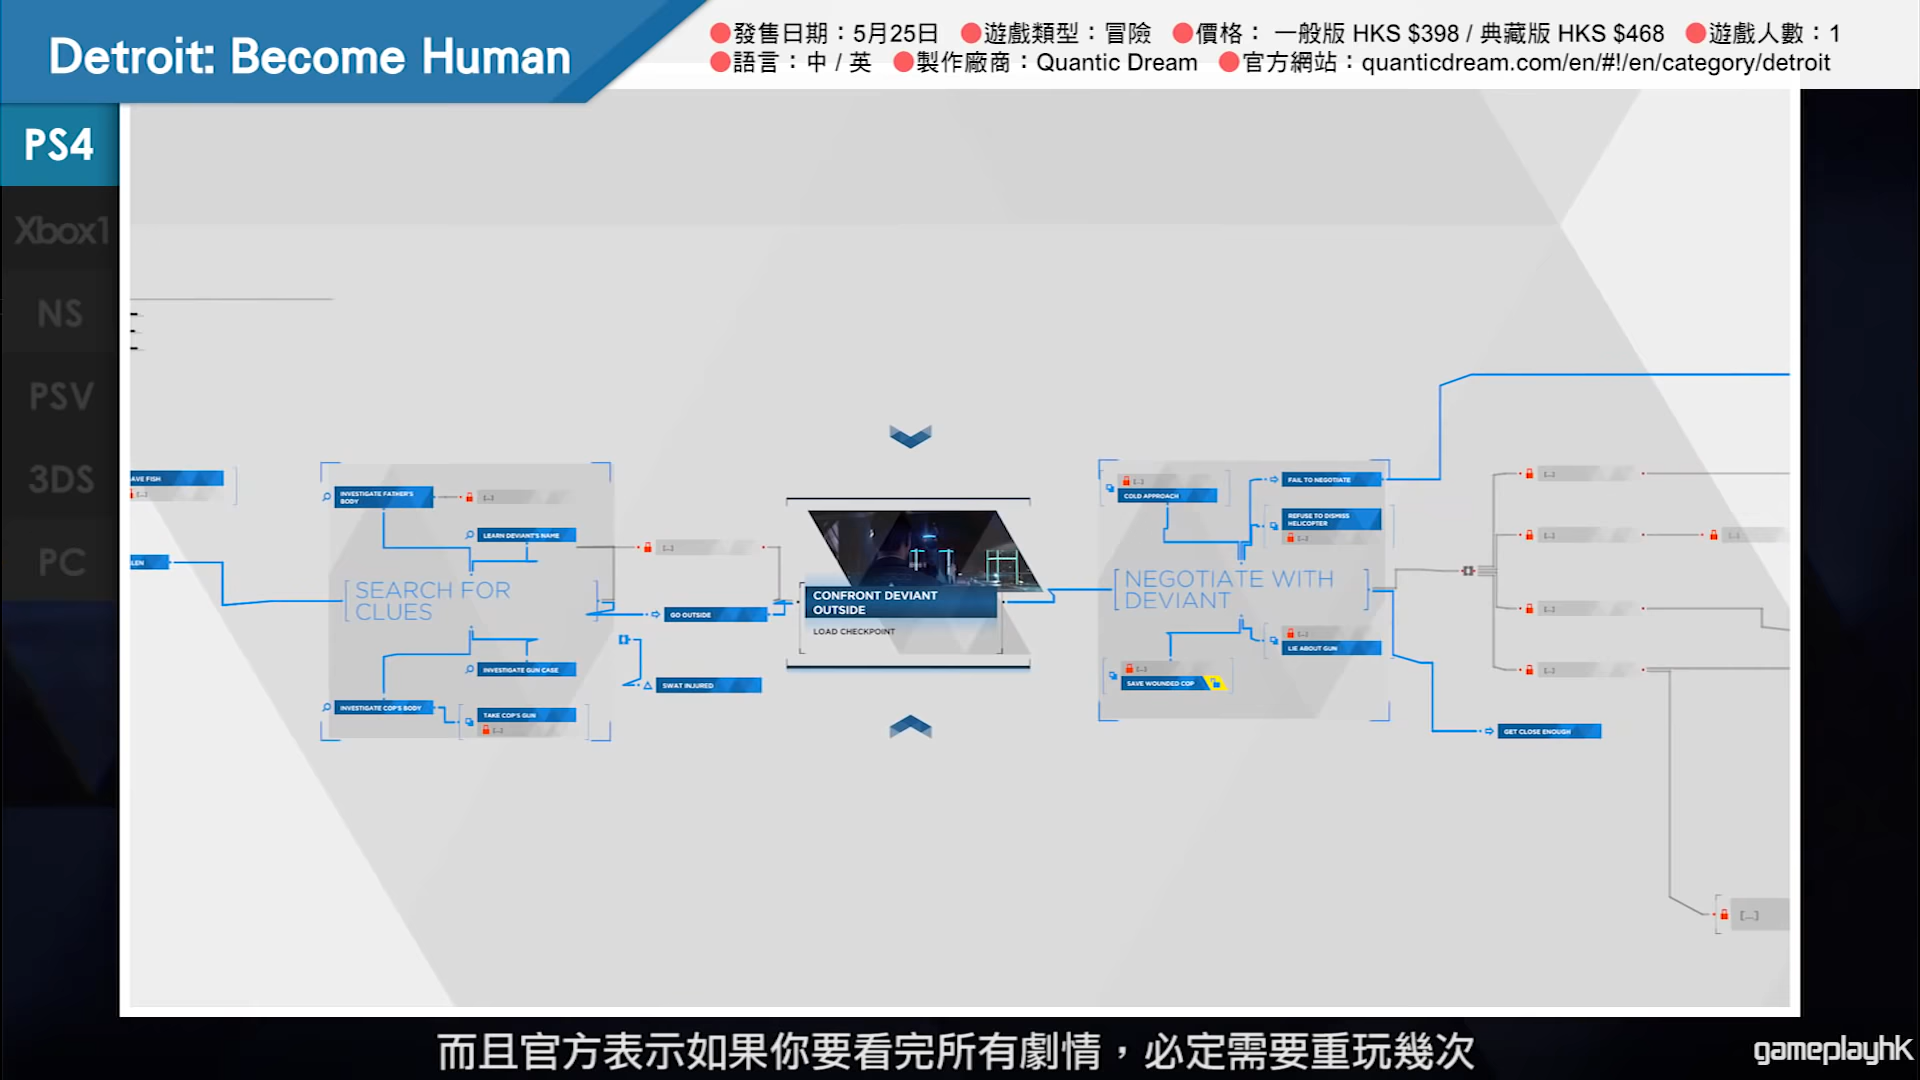 Detroit: Become Human
●發售日期：5月25日 ●遊戲類型：冒險 ●價格： 一般版 HKS $398 / 典藏版 HKS $468 ●遊戲人數：1
●語言：中 / 英 ●製作廠商：Quantic Dream ●官方網站：quanticdream.com/en/#!/en/category/detroit
PS4
Xbox1
NS
PSV
3DS
PC
AVE FISH
[...]
LEN
INVESTIGATE FATHER'S
BODY
[...]
LEARN DEVIANT'S NAME
SEARCH FOR
CLUES
INVESTIGATE GUN CASE
INVESTIGATE COP'S BODY
TAKE COP'S GUN
[...]
[...]
GO OUTSIDE
SWAT INJURED
CONFRONT DEVIANT
OUTSIDE
LOAD CHECKPOINT
[...]
COLD APPROACH
FAIL TO NEGOTIATE
REFUSE TO DISMISS
HELICOPTER
[...]
NEGOTIATE WITH
DEVIANT
[...]
LIE ABOUT GUN
[...]
SAVE WOUNDED COP
[...]
[...]
[...]
[...]
[...]
GET CLOSE ENOUGH
[...]
而且官方表示如果你要看完所有劇情，必定需要重玩幾次
gameplayhk